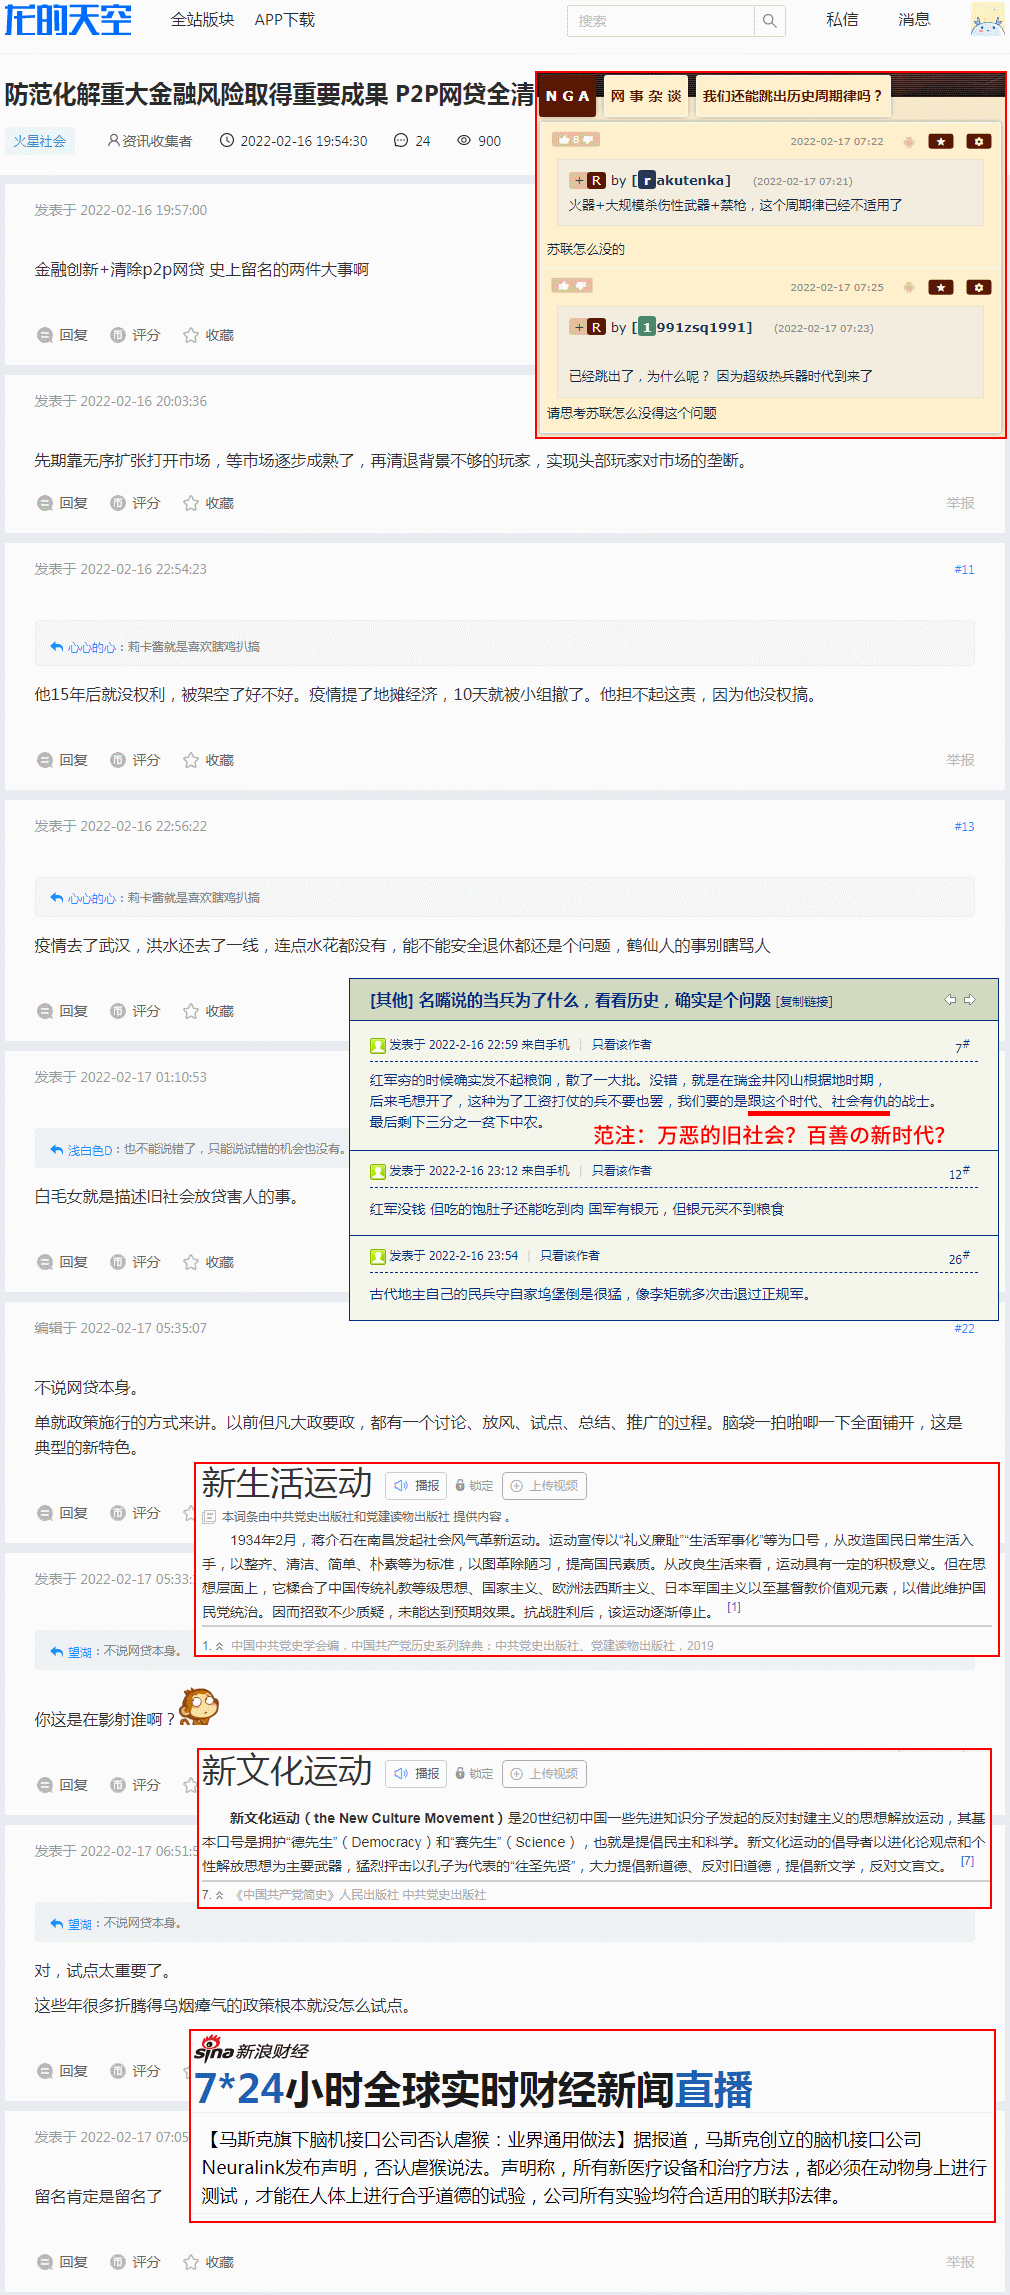 龙的天空 全站版块 APP下载 搜索 私信 消息
防范化解重大金融风险取得重要成果 P2P网贷全清
火星社会 资讯收集者 2022-02-16 19:54:30 24 900
NGA 网事杂谈 我们还能跳出历史周期律吗？
8 2022-02-17 07:22
+ R by [rakutenka] (2022-02-17 07:21)
火器+大规模杀伤性武器+禁枪，这个周期律已经不适用了
苏联怎么没的
2022-02-17 07:25
+ R by [1991zsq1991] (2022-02-17 07:23)
已经跳出了，为什么呢？ 因为超级热兵器时代到来了
请思考苏联怎么没得这个问题
发表于 2022-02-16 19:57:00
金融创新+清除p2p网贷 史上留名的两件大事啊
回复 评分 收藏
发表于 2022-02-16 20:03:36
先期靠无序扩张打开市场，等市场逐步成熟了，再清退背景不够的玩家，实现头部玩家对市场的垄断。
回复 评分 收藏 举报
发表于 2022-02-16 22:54:23 #11
心心的心：莉卡酱就是喜欢瞎鸡扒搞
他15年后就没权利，被架空了好不好。疫情提了地摊经济，10天就被小组撤了。他担不起这责，因为他没权搞。
回复 评分 收藏 举报
发表于 2022-02-16 22:56:22 #13
心心的心：莉卡酱就是喜欢瞎鸡扒搞
疫情去了武汉，洪水还去了一线，连点水花都没有，能不能安全退休都还是个问题，鹤仙人的事别瞎骂人
回复 评分 收藏
[其他] 名嘴说的当兵为了什么，看看历史，确实是个问题 [复制链接]
发表于 2022-2-16 22:59 来自手机 | 只看该作者 7#
红军穷的时候确实发不起粮饷，散了一大批。没错，就是在瑞金井冈山根据地时期，
后来毛想开了，这种为了工资打仗的兵不要也罢，我们要的是跟这个时代、社会有仇的战士。
最后剩下三分之一贫下中农。
范注：万恶的旧社会？百善の新时代？
发表于 2022-2-16 23:12 来自手机 | 只看该作者 12#
红军没钱 但吃的饱肚子还能吃到肉 国军有银元，但银元买不到粮食
发表于 2022-2-16 23:54 | 只看该作者 26#
古代地主自己的民兵守自家坞堡倒是很猛，像李矩就多次击退过正规军。
发表于 2022-02-17 01:10:53
浅白色D：也不能说错了，只能说试错的机会也没有。
白毛女就是描述旧社会放贷害人的事。
回复 评分 收藏
编辑于 2022-02-17 05:35:07 #22
不说网贷本身。
单就政策施行的方式来讲。以前但凡大政要政，都有一个讨论、放风、试点、总结、推广的过程。脑袋一拍啪唧一下全面铺开，这是
典型的新特色。
回复 评分
新生活运动 播报 锁定 上传视频
本词条由中共党史出版社和党建读物出版社 提供内容 。
1934年2月，蒋介石在南昌发起社会风气革新运动。运动宣传以“礼义廉耻”“生活军事化”等为口号，从改造国民日常生活入
手，以整齐、清洁、简单、朴素等为标准，以图革除陋习，提高国民素质。从改良生活来看，运动具有一定的积极意义。但在思
想层面上，它糅合了中国传统礼教等级思想、国家主义、欧洲法西斯主义、日本军国主义以至基督教价值观元素，以借此维护国
民党统治。因而招致不少质疑，未能达到预期效果。抗战胜利后，该运动逐渐停止。 [1]
1. 中国中共党史学会编．中国共产党历史系列辞典：中共党史出版社、党建读物出版社，2019
发表于 2022-02-17 05:33:
望湖：不说网贷本身。
你这是在影射谁啊？
回复 评分
新文化运动 播报 锁定 上传视频
新文化运动（the New Culture Movement）是20世纪初中国一些先进知识分子发起的反对封建主义的思想解放运动，其基
本口号是拥护“德先生”（Democracy）和“赛先生”（Science），也就是提倡民主和科学。新文化运动的倡导者以进化论观点和个
性解放思想为主要武器，猛烈抨击以孔子为代表的“往圣先贤”，大力提倡新道德、反对旧道德，提倡新文学，反对文言文。 [7]
7. 《中国共产党简史》人民出版社 中共党史出版社
发表于 2022-02-17 06:51:5
望湖：不说网贷本身。
对，试点太重要了。
这些年很多折腾得乌烟瘴气的政策根本就没怎么试点。
回复 评分
sina 新浪财经
7*24小时全球实时财经新闻直播
【马斯克旗下脑机接口公司否认虐猴：业界通用做法】据报道，马斯克创立的脑机接口公司
Neuralink发布声明，否认虐猴说法。声明称，所有新医疗设备和治疗方法，都必须在动物身上进行
测试，才能在人体上进行合乎道德的试验，公司所有实验均符合适用的联邦法律。
发表于 2022-02-17 07:05
留名肯定是留名了
回复 评分 收藏 举报